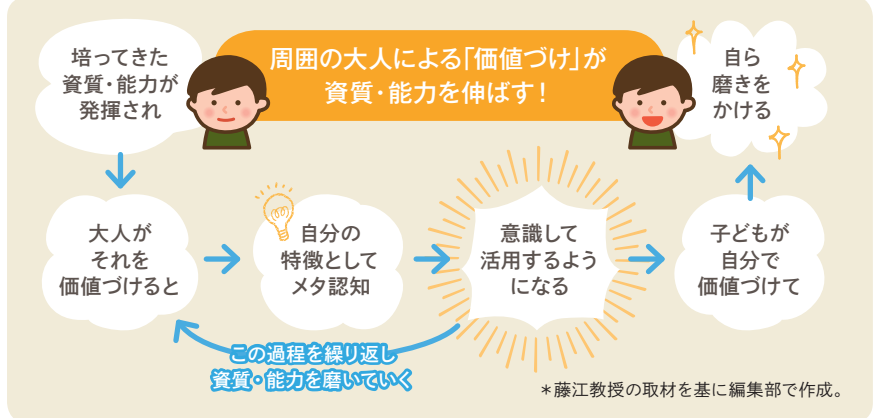 周囲の大人による「価値づけ」が
資質・能力を伸ばす！
培ってきた
資質・能力が
発揮され
大人が
それを
価値づけると
自分の
特徴として
メタ認知
意識して
活用するよう
になる
子どもが
自分で
価値づけて
自ら
磨きを
かける
この過程を繰り返し
資質・能力を磨いていく
＊藤江教授の取材を基に編集部で作成。